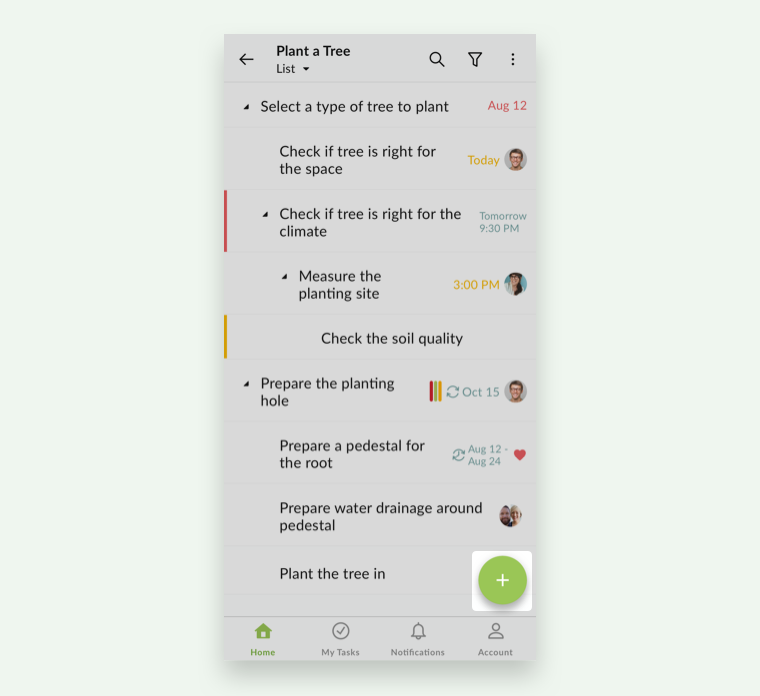 Plant a Tree
List
Select a type of tree to plant
Aug 12
Check if tree is right for
the space
Today
Check if tree is right for the
climate
Tomorrow
9:30 PM
Measure the
planting site
3:00 PM
Check the soil quality
Prepare the planting
hole
Oct 15
Prepare a pedestal for
the root
Aug 12 -
Aug 24
Prepare water drainage around
pedestal
Plant the tree in
Home
My Tasks
Notifications
Account